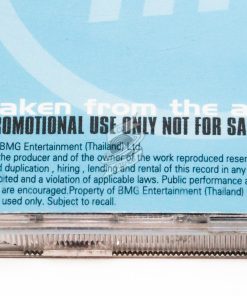 aken from the a
ROMOTIONAL USE ONLY NOT FOR SA
BMG Entertainment (Thailand) Ltd.
the producer and of the owner of the work reproduced reser
d duplication , hiring , lending and rental of this record in any
ibited and a violation of applicable laws. Public performance a
are encouraged.Property of BMG Entertainment (Thailand)
used only. Subject to recall.